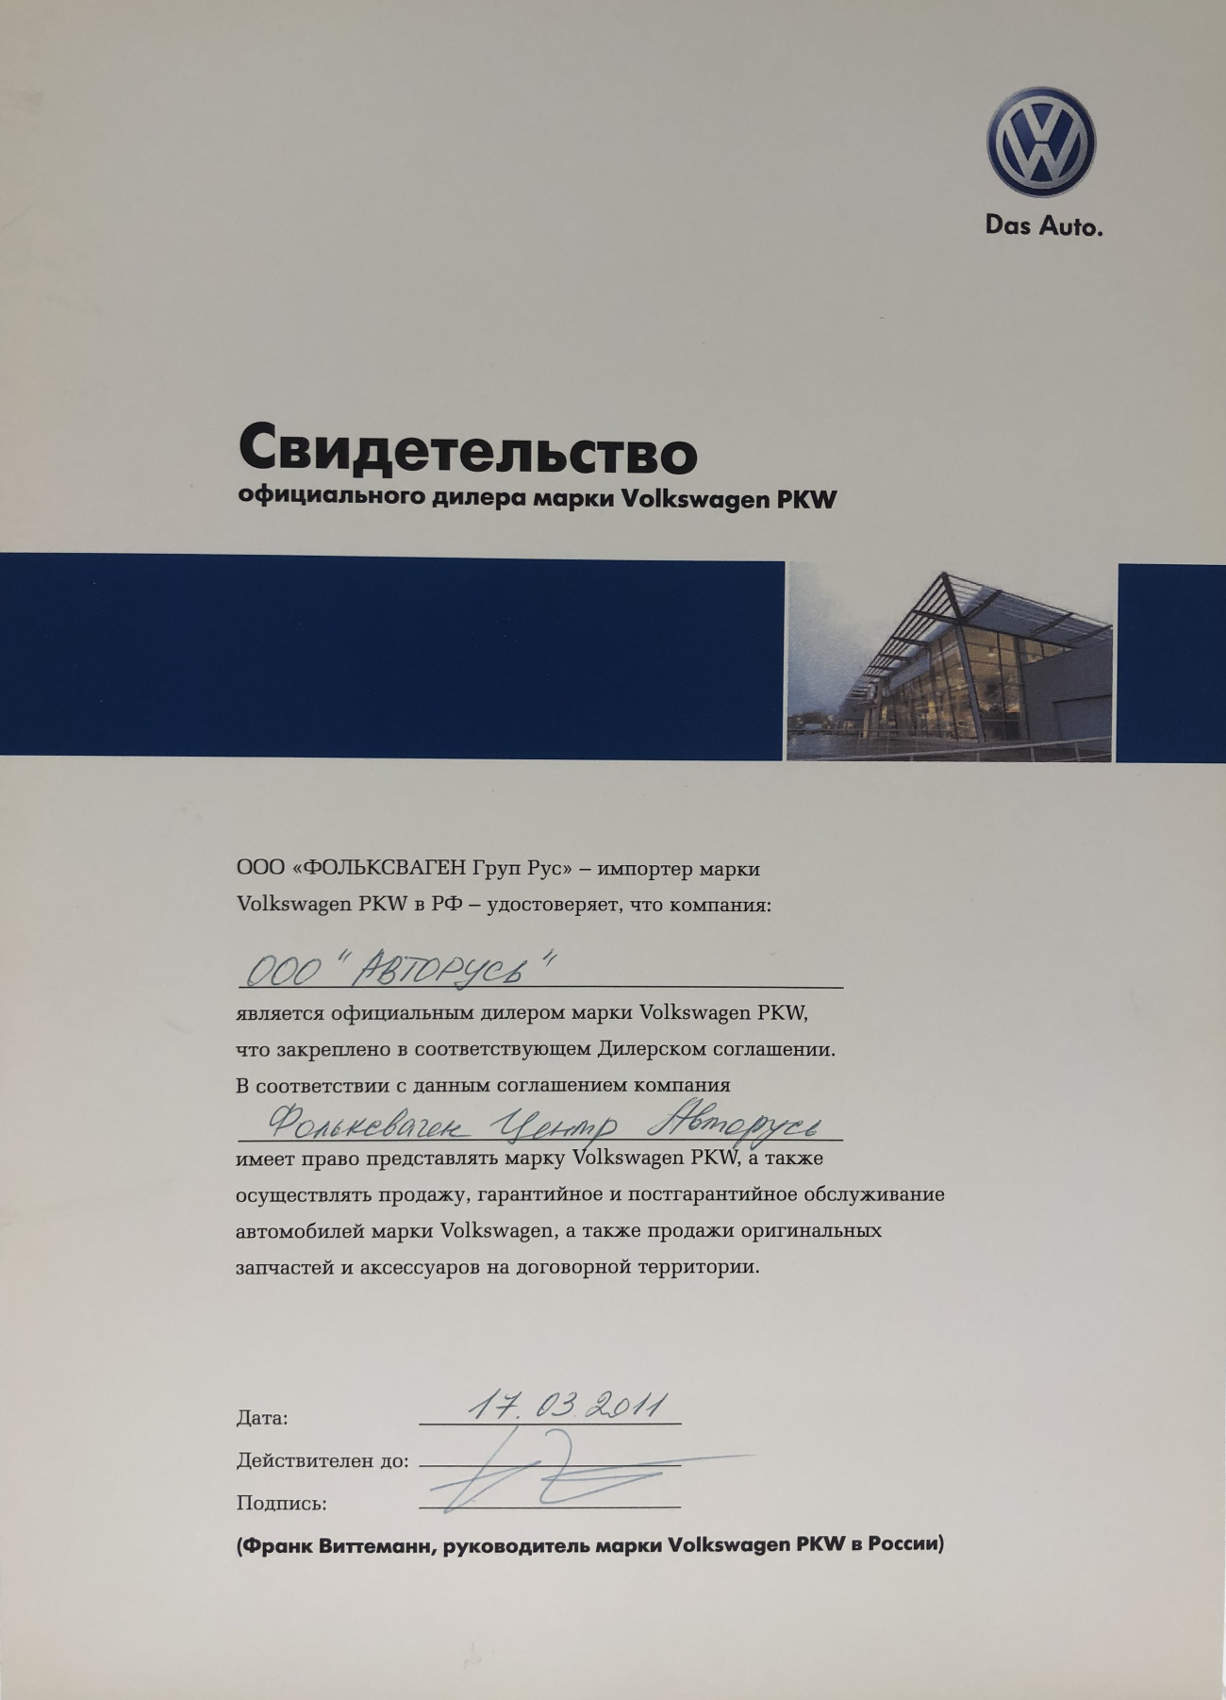 Das Auto.
Свидетельство
официального дилера марки Volkswagen PKW
ООО «ФОЛЬКСВАГЕН Груп Рус» – импортер марки
Volkswagen PKW в РФ – удостоверяет, что компания:
ООО "АВТОРУСЬ"
является официальным дилером марки Volkswagen PKW,
что закреплено в соответствующем Дилерском соглашении.
В соответствии с данным соглашением компания
Фольксваген Центр Авторусь
имеет право представлять марку Volkswagen PKW, а также
осуществлять продажу, гарантийное и постгарантийное обслуживание
автомобилей марки Volkswagen, а также продажи оригинальных
запчастей и аксессуаров на договорной территории.
Дата: 17.03.2011
Действителен до:
Подпись:
(Франк Виттеманн, руководитель марки Volkswagen PKW в России)